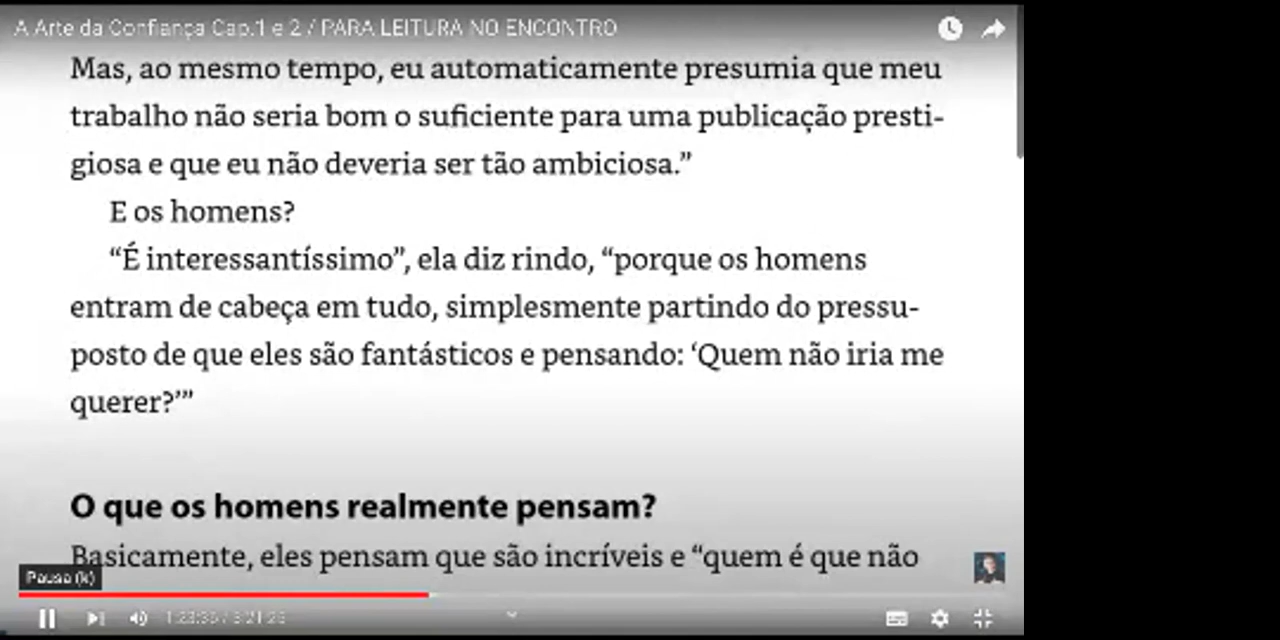 A Arte da Confiança Cap.1 e 2 / PARA LEITURA NO ENCONTRO
Mas, ao mesmo tempo, eu automaticamente presumia que meu
trabalho não seria bom o suficiente para uma publicação presti-
giosa e que eu não deveria ser tão ambiciosa.”
E os homens?
“É interessantíssimo”, ela diz rindo, “porque os homens
entram de cabeça em tudo, simplesmente partindo do pressu-
posto de que eles são fantásticos e pensando: ‘Quem não iria me
querer?’”
O que os homens realmente pensam?
Basicamente, eles pensam que são incríveis e “quem é que não
Pausa (k)